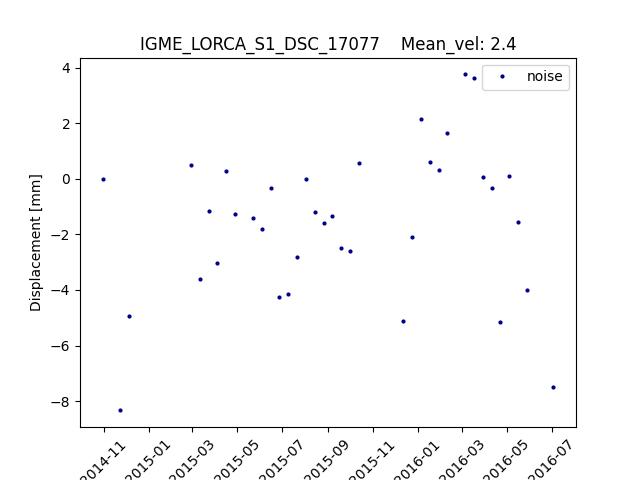 IGME_LORCA_S1_DSC_17077    Mean_vel: 2.4
noise
Displacement [mm]
4
2
0
−2
−4
−6
−8
2014-11 2015-01 2015-03 2015-05 2015-07 2015-09 2015-11 2016-01 2016-03 2016-05 2016-07